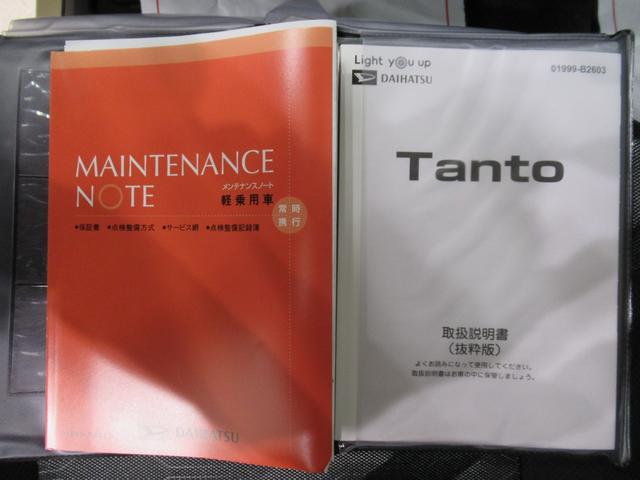 MAINTENANCE
NOTE
メンテナンスノート
軽乗用車
常時
携行
●保証書 ●点検整備方式 ●サービス網 ●点検整備記録簿
DAIHATSU
Light you up
DAIHATSU
01999-B2603
Tanto
取扱説明書
(抜粋版)
よくお読みになって使用してください。
取扱説明書はお車の中に保管しましょう。